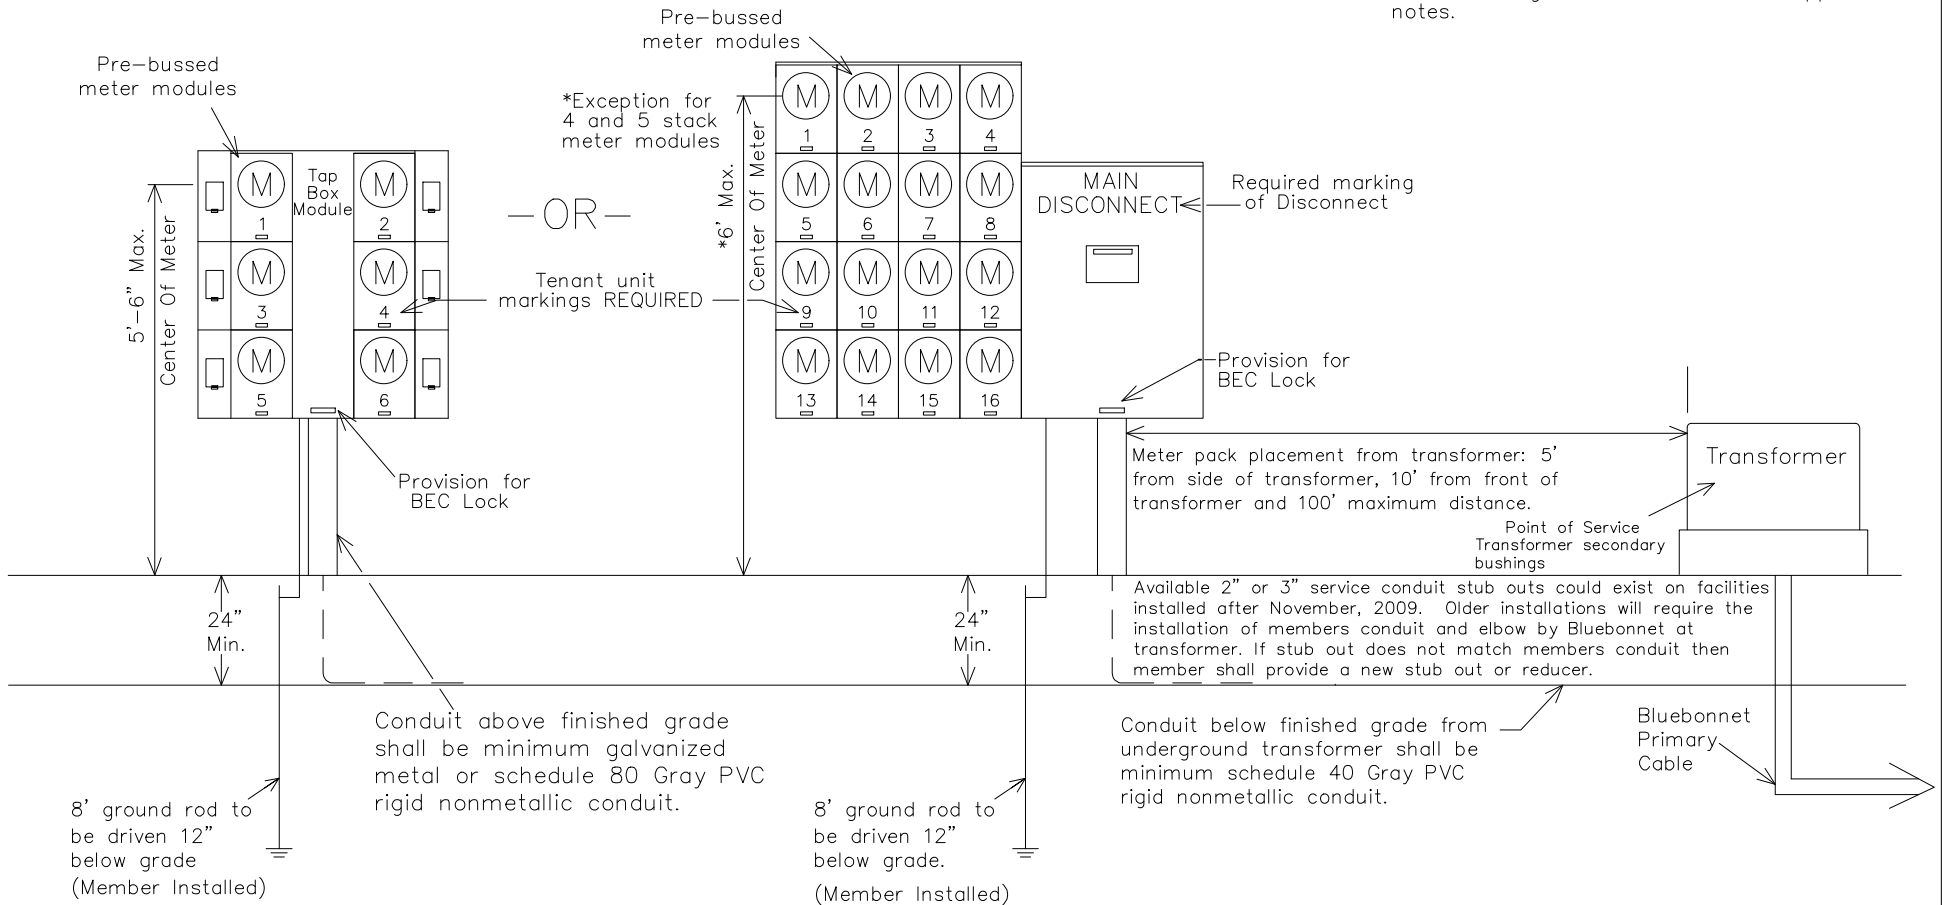 notes.
Pre-bussed
meter modules
Pre-bussed
meter modules
*Exception for
4 and 5 stack
meter modules
5'-6" Max.
Center Of Meter
M
1
Tap
Box
Module
M
2
M
3
M
4
M
5
M
6
-OR-
*6' Max.
Center Of Meter
M
1
M
2
M
3
M
4
M
5
M
6
M
7
M
8
M
9
M
10
M
11
M
12
M
13
M
14
M
15
M
16
MAIN
DISCONNECT
Required marking
of Disconnect
Tenant unit
markings REQUIRED
Provision for
BEC Lock
Provision for
BEC Lock
Meter pack placement from transformer: 5'
from side of transformer, 10' from front of
transformer and 100' maximum distance.
Transformer
Point of Service
Transformer secondary
bushings
24"
Min.
24"
Min.
Available 2" or 3" service conduit stub outs could exist on facilities
installed after November, 2009. Older installations will require the
installation of members conduit and elbow by Bluebonnet at
transformer. If stub out does not match members conduit then
member shall provide a new stub out or reducer.
Conduit above finished grade
shall be minimum galvanized
metal or schedule 80 Gray PVC
rigid nonmetallic conduit.
Conduit below finished grade from
underground transformer shall be
minimum schedule 40 Gray PVC
rigid nonmetallic conduit.
Bluebonnet
Primary
Cable
8' ground rod to
be driven 12"
below grade
(Member Installed)
8' ground rod to
be driven 12"
below grade.
(Member Installed)